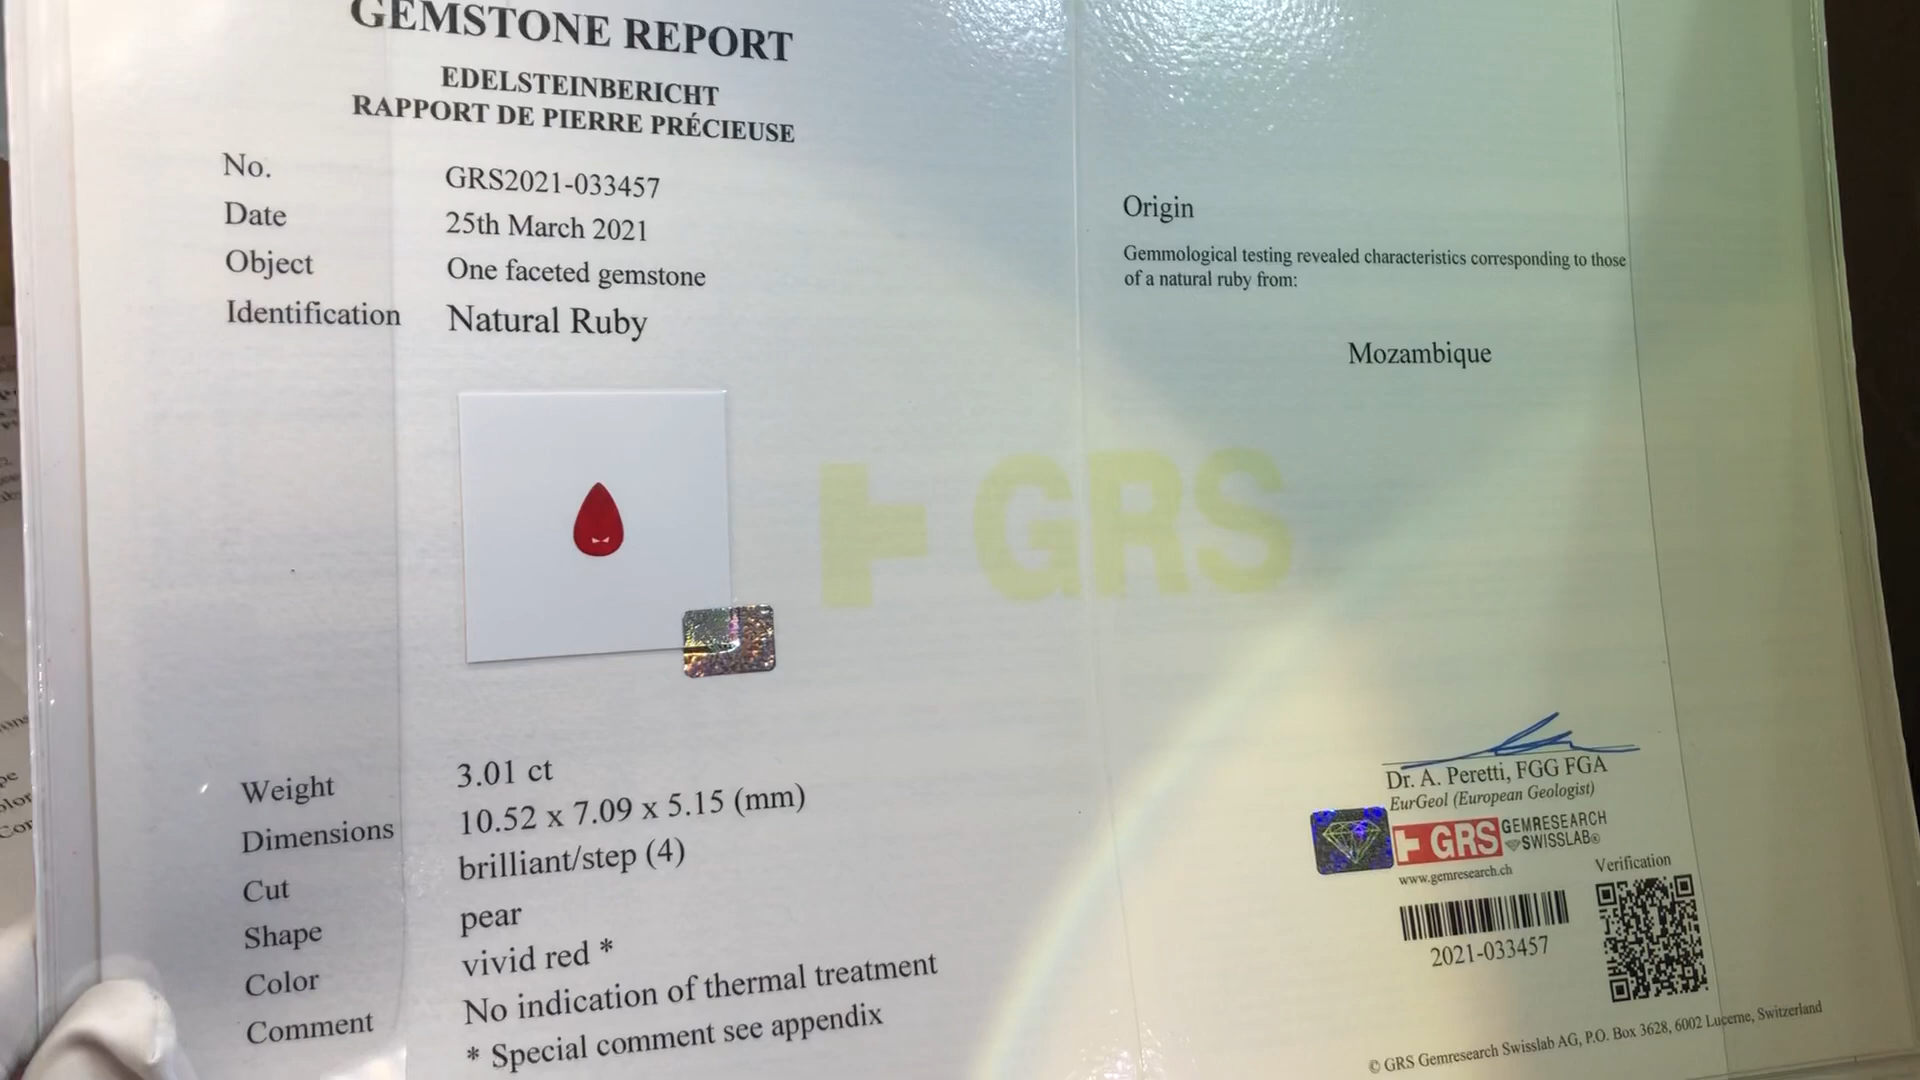 GEMSTONE REPORT
EDELSTEINBERICHT
RAPPORT DE PIERRE PRÉCIEUSE
No. GRS2021-033457
Date 25th March 2021
Object One faceted gemstone
Identification Natural Ruby
Weight 3.01 ct
Dimensions 10.52 x 7.09 x 5.15 (mm)
Cut brilliant/step (4)
Shape pear
Color vivid red *
Comment No indication of thermal treatment
* Special comment see appendix
GRS
Origin
Gemmological testing revealed characteristics corresponding to those
of a natural ruby from:
Mozambique
Dr. A. Peretti, FGG FGA
EurGeol (European Geologist)
GRS GEMRESEARCH
SWISSLAB®
www.gemresearch.ch
Verification
2021-033457
© GRS Gemresearch Swisslab AG, P.O. Box 3628, 6002 Lucerne, Switzerland